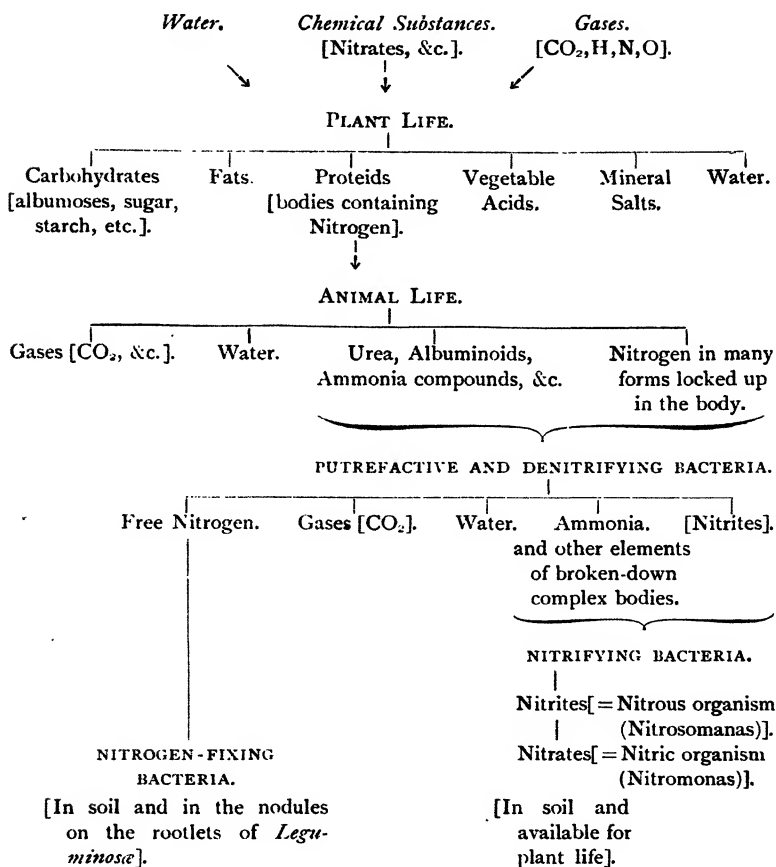 Water. Chemical Substances. Gases.
[Nitrates, &c.]. [CO₂,H,N,O].
PLANT LIFE.
Carbohydrates Fats. Proteids Vegetable Mineral Water.
[albumoses, sugar, [bodies containing Acids. Salts.
starch, etc.]. Nitrogen].
ANIMAL LIFE.
Gases [CO₂, &c.]. Water. Urea, Albuminoids, Nitrogen in many
Ammonia compounds, &c. forms locked up
in the body.
PUTREFACTIVE AND DENITRIFYING BACTERIA.
Free Nitrogen. Gases [CO₂]. Water. Ammonia. [Nitrites].
and other elements
of broken-down
complex bodies.
NITRIFYING BACTERIA.
Nitrites[=Nitrous organism
(Nitrosomanas)].
Nitrates[=Nitric organism
(Nitromonas)].
NITROGEN-FIXING
BACTERIA.
[In soil and in the nodules
on the rootlets of Legu-
minosæ].
[In soil and
available for
plant life].